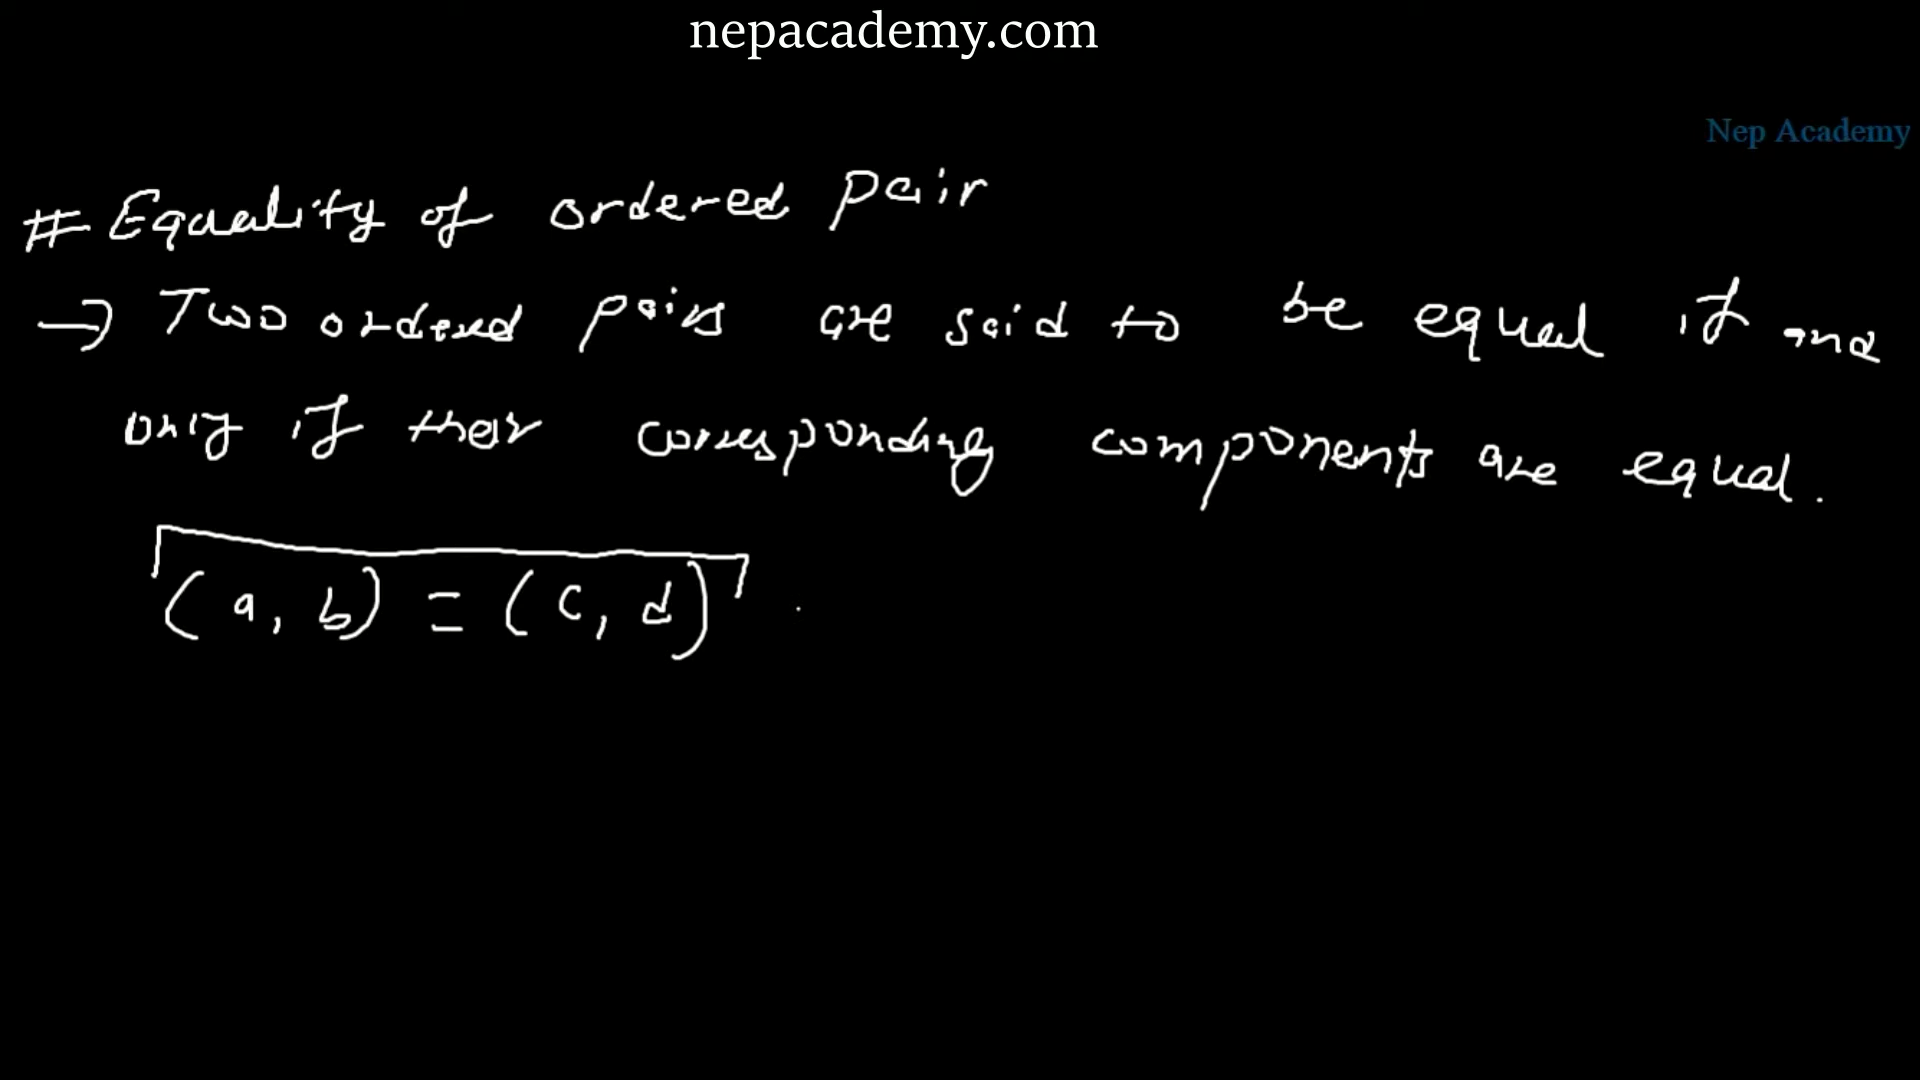 nepacademy.com
Nep Academy
# Equality of ordered pair
→ Two ordered pairs are said to be equal if and
only if their corresponding components are equal.
(a, b) = (c, d)